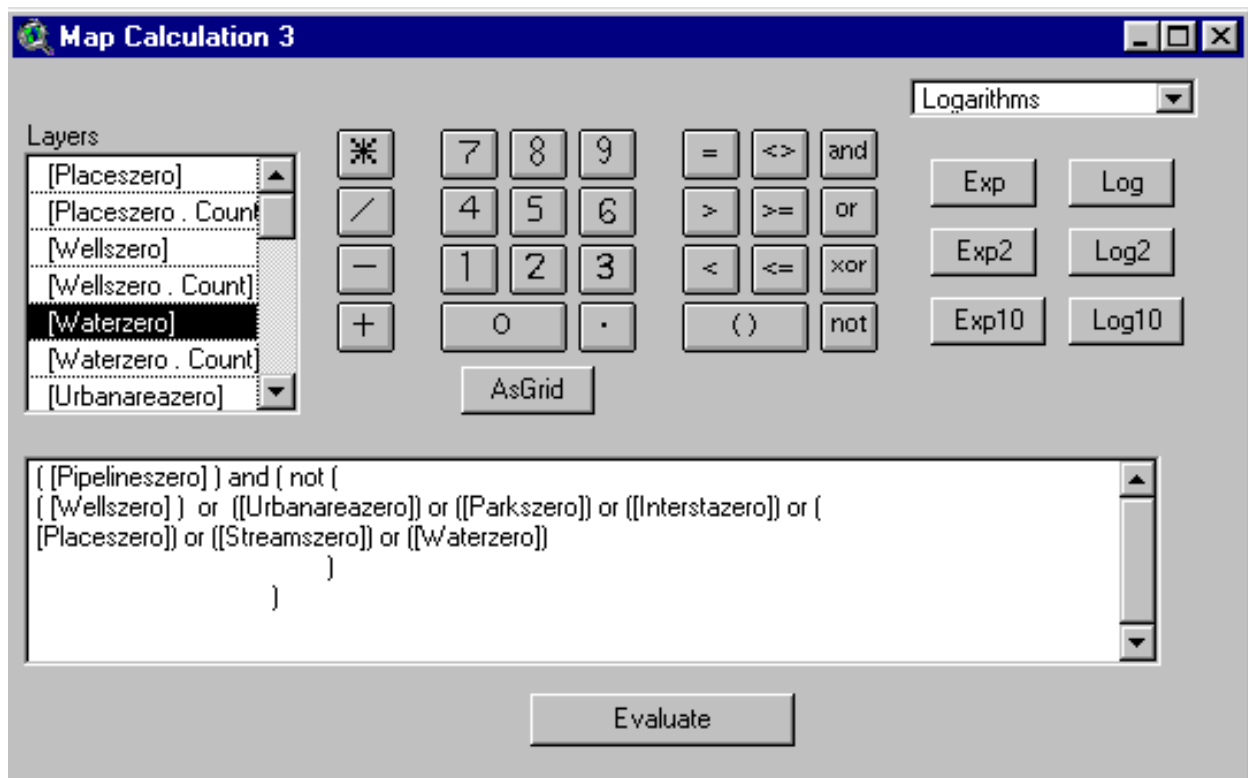 Map Calculation 3
Logarithms
Layers
[Placeszero]
[Placeszero . Count
[Wellszero]
[Wellszero . Count]
[Waterzero]
[Waterzero . Count]
[Urbanareazero]
* 7 8 9 = <> and
/ 4 5 6 > >= or
- 1 2 3 < <= xor
+ 0 . ( ) not
Exp Log
Exp2 Log2
Exp10 Log10
AsGrid
( [Pipelineszero] ) and ( not (
( [Wellszero] ) or ([Urbanareazero]) or ([Parkszero]) or ([Interstazero]) or (
[Placeszero]) or ([Streamszero]) or ([Waterzero])
)
)
Evaluate